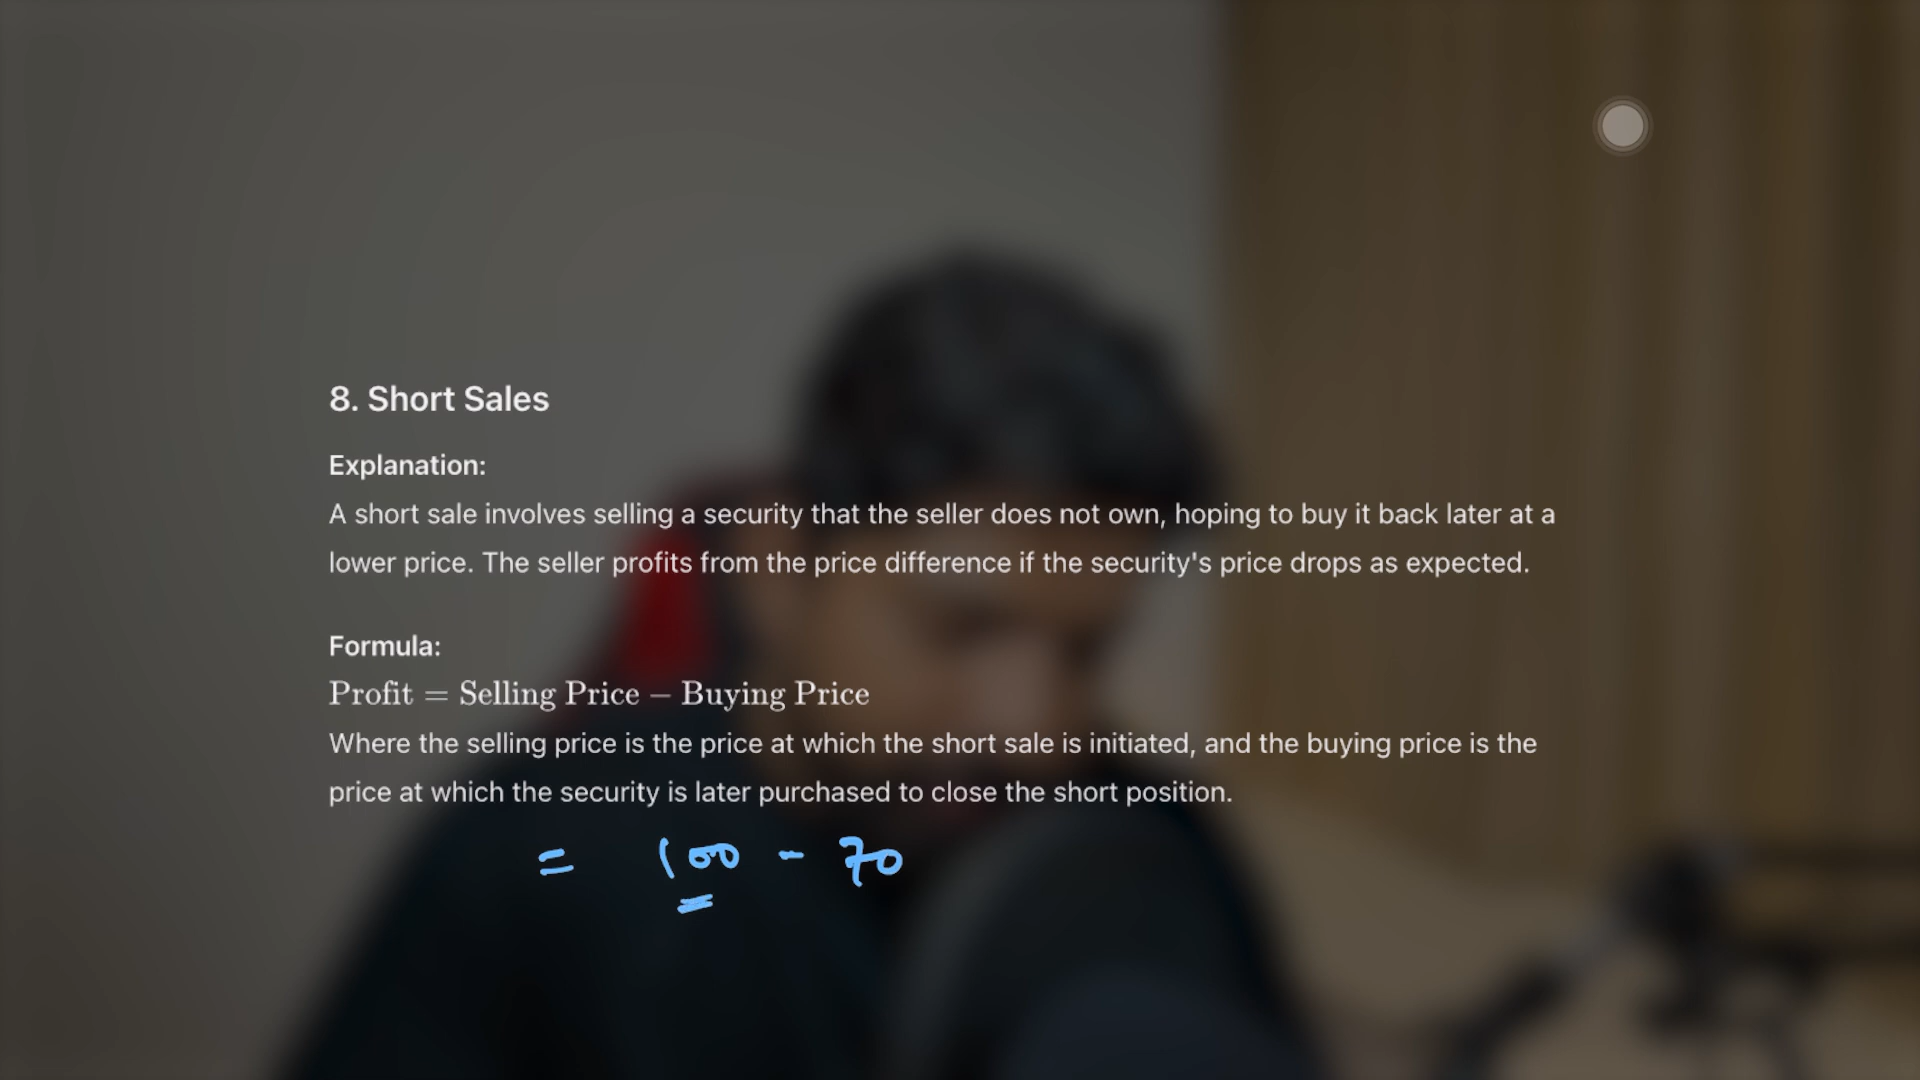 8. Short Sales
Explanation:
A short sale involves selling a security that the seller does not own, hoping to buy it back later at a
lower price. The seller profits from the price difference if the security's price drops as expected.
Formula:
Profit = Selling Price − Buying Price
Where the selling price is the price at which the short sale is initiated, and the buying price is the
price at which the security is later purchased to close the short position.
= 100 - 70